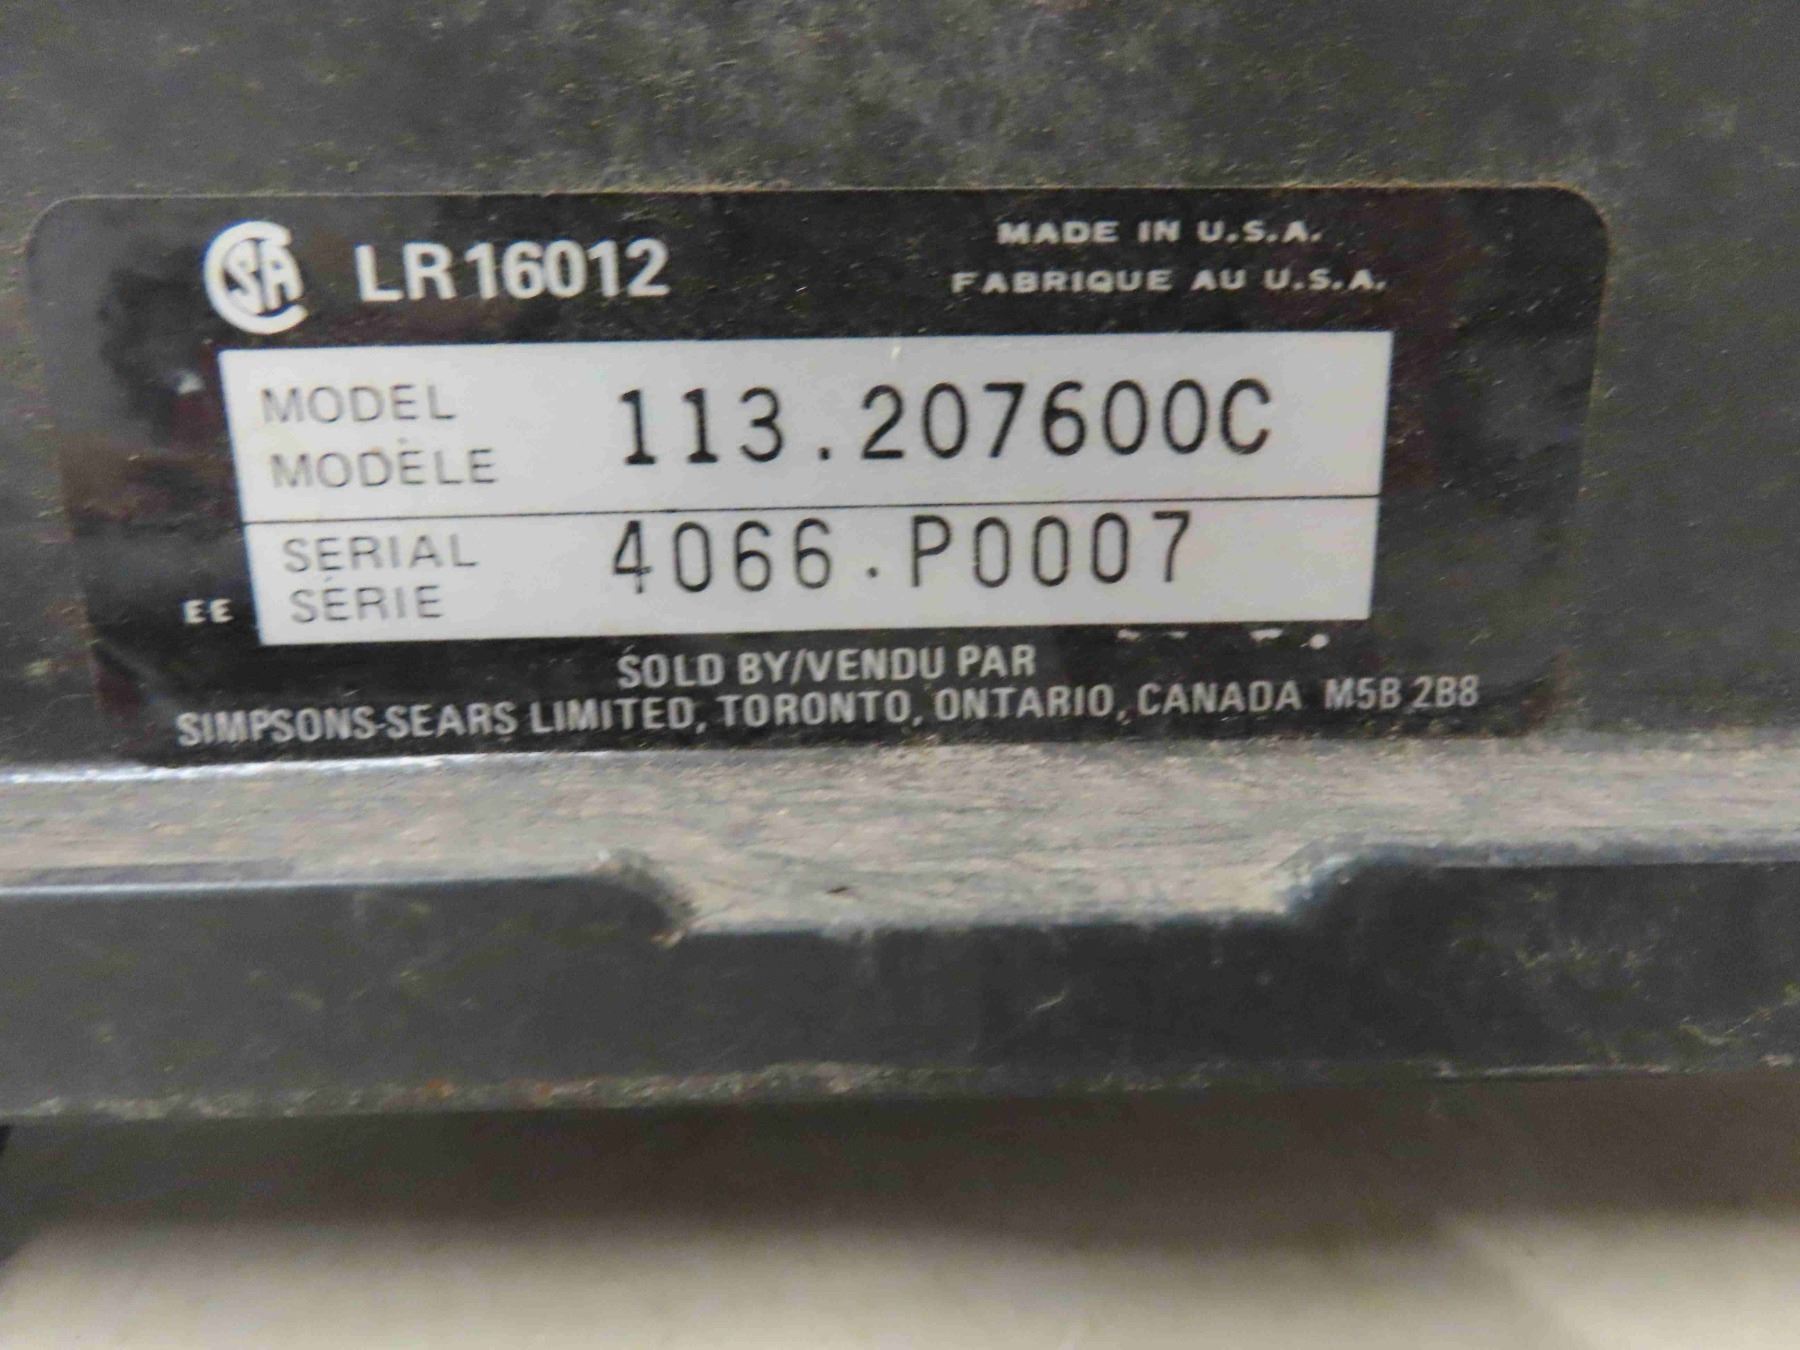 CSA LR16012
MADE IN U.S.A.
FABRIQUE AU U.S.A.
MODEL
MODÈLE
113.207600C
SERIAL
SÉRIE
4066.P0007
EE
SOLD BY/VENDU PAR
SIMPSONS-SEARS LIMITED, TORONTO, ONTARIO, CANADA M5B 2B8